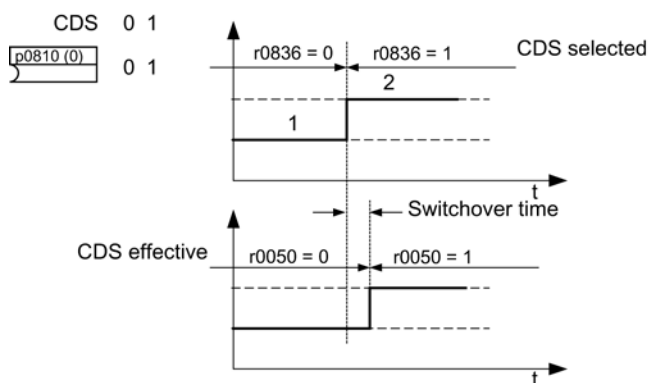 CDS 0 1
p0810 (0) 0 1
r0836 = 0 r0836 = 1 CDS selected
2
1
t
Switchover time
CDS effective r0050 = 0 r0050 = 1
t